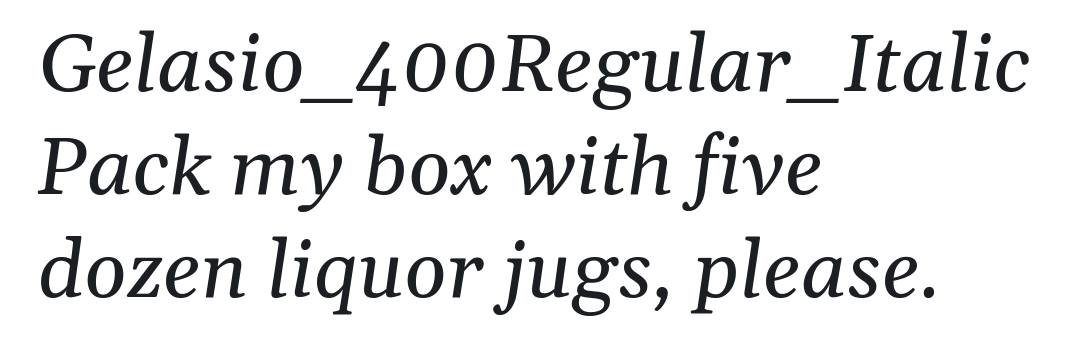 Gelasio_400Regular_Italic
Pack my box with five
dozen liquor jugs, please.